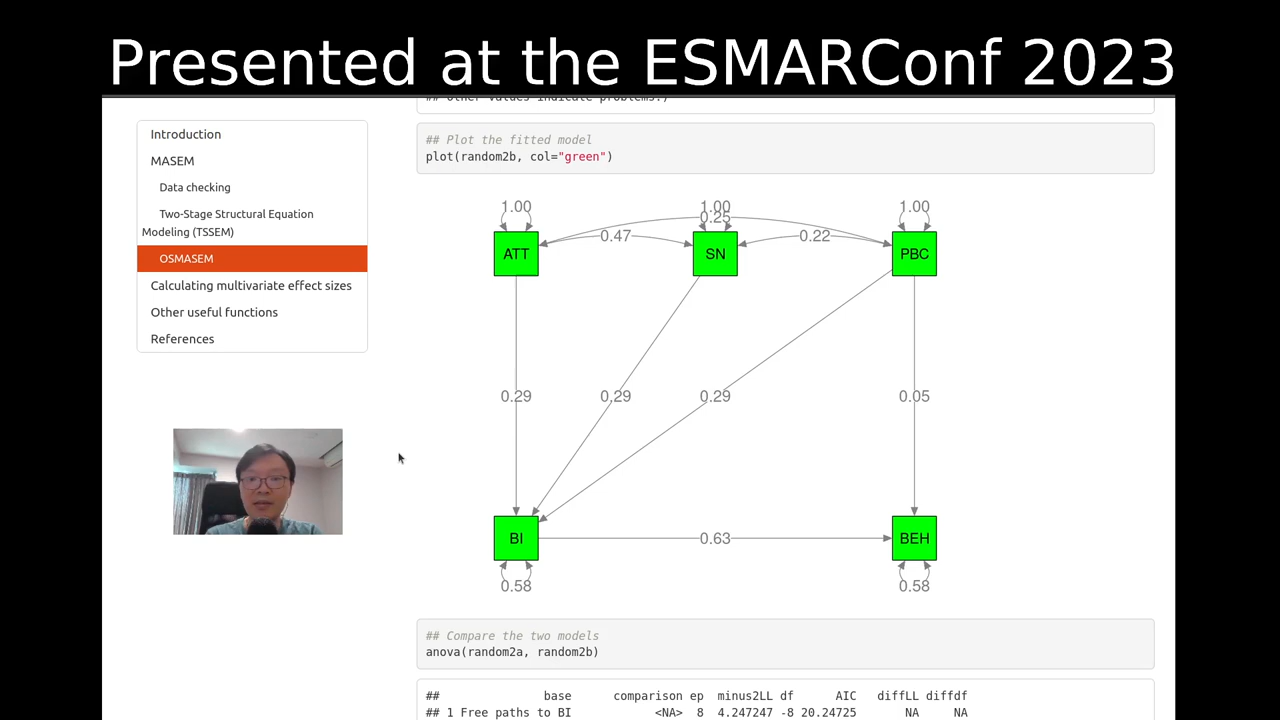 Presented at the ESMARConf 2023
## Other values indicate problems.)
Introduction
MASEM
Data checking
Two-Stage Structural Equation
Modeling (TSSEM)
OSMASEM
Calculating multivariate effect sizes
Other useful functions
References
## Plot the fitted model
plot(random2b, col="green")
1.00 1.00 1.00
0.25
0.47 0.22
ATT SN PBC
0.29 0.29 0.29 0.05
BI 0.63 BEH
0.58 0.58
## Compare the two models
anova(random2a, random2b)
## base comparison ep minus2LL df AIC diffLL diffdf
## 1 Free paths to BI <NA> 8 4.247247 -8 20.24725 NA NA